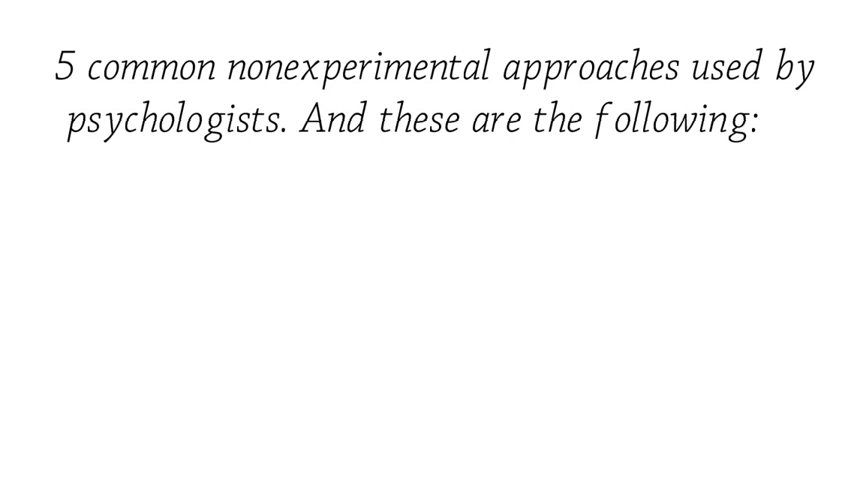 5 common nonexperimental approaches used by
psychologists. And these are the following: